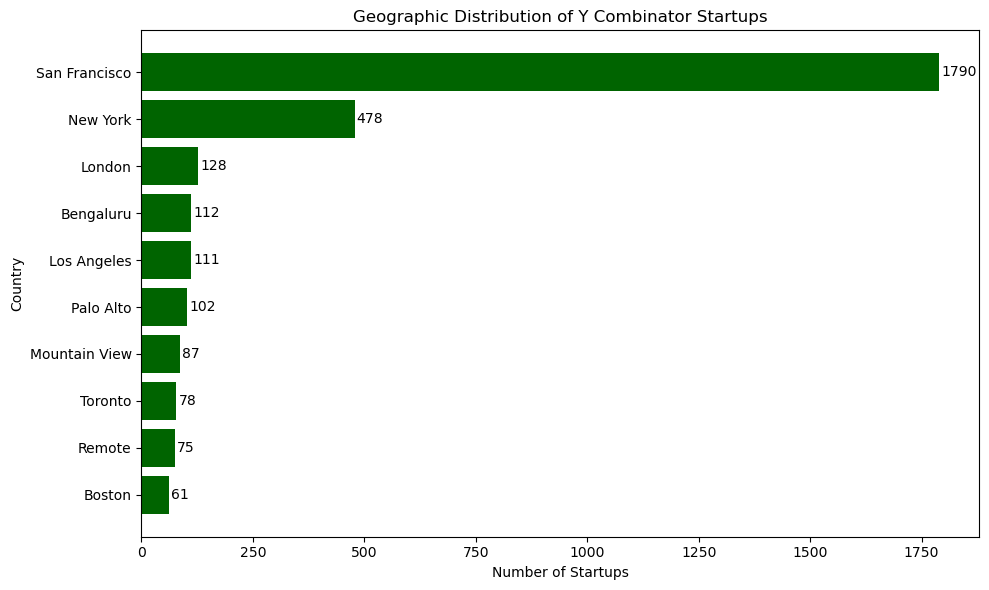 Geographic Distribution of Y Combinator Startups
Country
San Francisco 1790
New York 478
London 128
Bengaluru 112
Los Angeles 111
Palo Alto 102
Mountain View 87
Toronto 78
Remote 75
Boston 61
0 250 500 750 1000 1250 1500 1750
Number of Startups